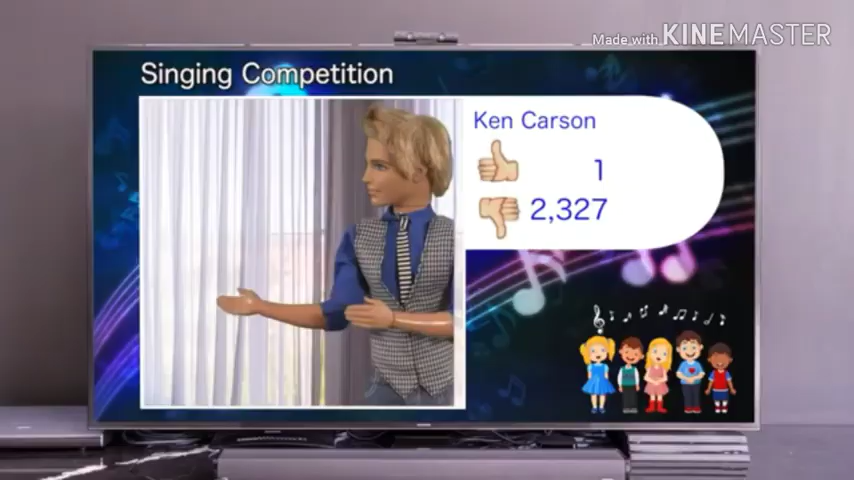 Made with KINEMASTER
Singing Competition
Ken Carson
1
2,327